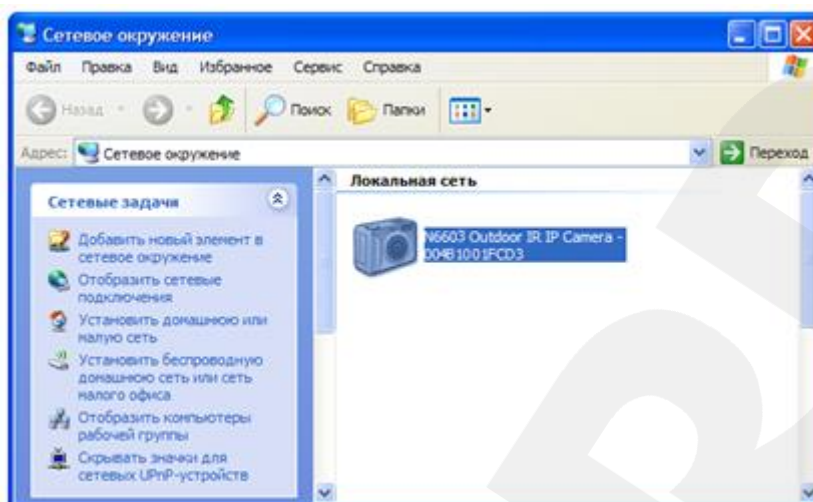 Сетевое окружение
Файл Правка Вид Избранное Сервис Справка
Назад Поиск Папки
Адрес: Сетевое окружение Переход
Сетевые задачи
Добавить новый элемент в
сетевое окружение
Отобразить сетевые
подключения
Установить домашнюю или
малую сеть
Установить беспроводную
домашнюю сеть или сеть
малого офиса
Отобразить компьютеры
рабочей группы
Скрывать значки для
сетевых UPnP-устройств
Локальная сеть
N6603 Outdoor IR IP Camera -
004B1001FCD3